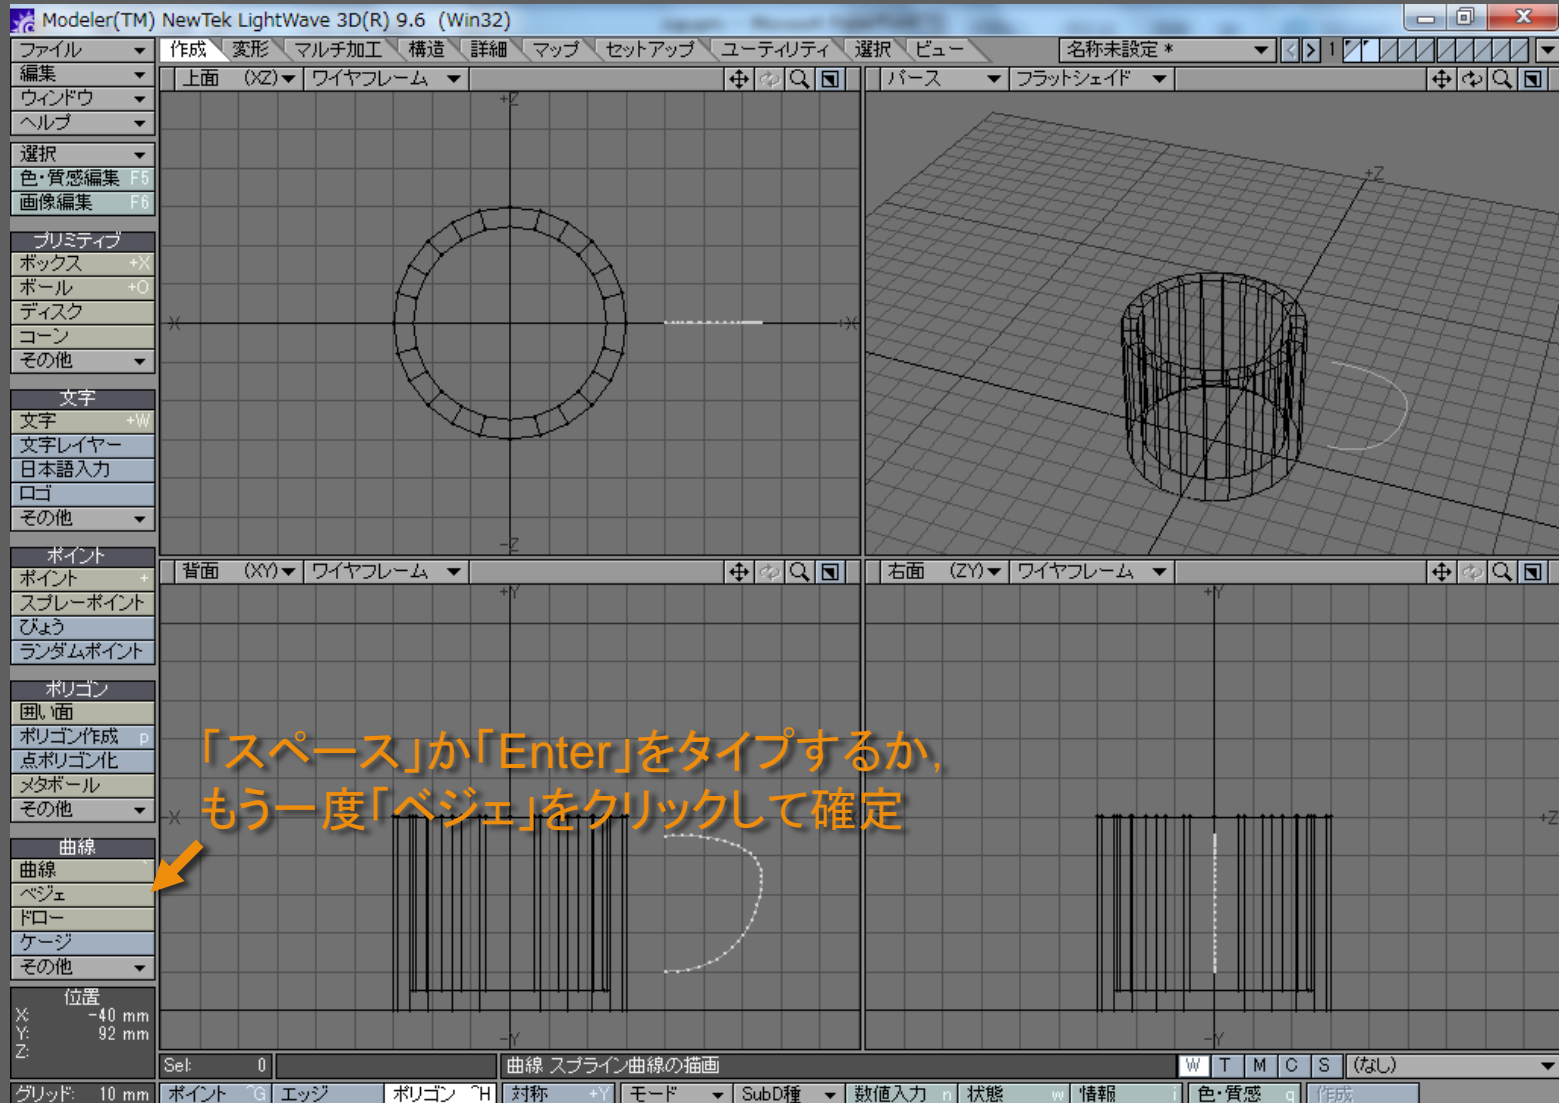 Modeler(TM) NewTek LightWave 3D(R) 9.6 (Win32)
ファイル
編集
ウィンドウ
ヘルプ
選択
色・質感編集 F5
画像編集 F6
プリミティブ
ボックス +X
ボール +O
ディスク
コーン
その他
文字
文字 +W
文字レイヤー
日本語入力
ロゴ
その他
ポイント
ポイント +
スプレーポイント
びょう
ランダムポイント
ポリゴン
囲い面
ポリゴン作成 p
点ポリゴン化
メタボール
その他
曲線
曲線 `
ベジェ
ドロー
ケージ
その他
位置
X: -40 mm
Y: 92 mm
Z:
グリッド: 10 mm
作成 変形 マルチ加工 構造 詳細 マップ セットアップ ユーティリティ 選択 ビュー
名称未設定 *
< > 1
上面 (XZ) ワイヤフレーム
+Z
-X +X
-Z
パース フラットシェイド
+Z
背面 (XY) ワイヤフレーム
+Y
-X
-Y
右面 (ZY) ワイヤフレーム
+Y
+Z
-Y
「スペース」か「Enter」をタイプするか,
もう一度「ベジェ」をクリックして確定
Sel: 0
曲線 スプライン曲線の描画
W T M C S (なし)
ポイント ^G エッジ ポリゴン ^H 対称 +Y モード SubD種 数値入力 n 状態 w 情報 i 色・質感 q 作成